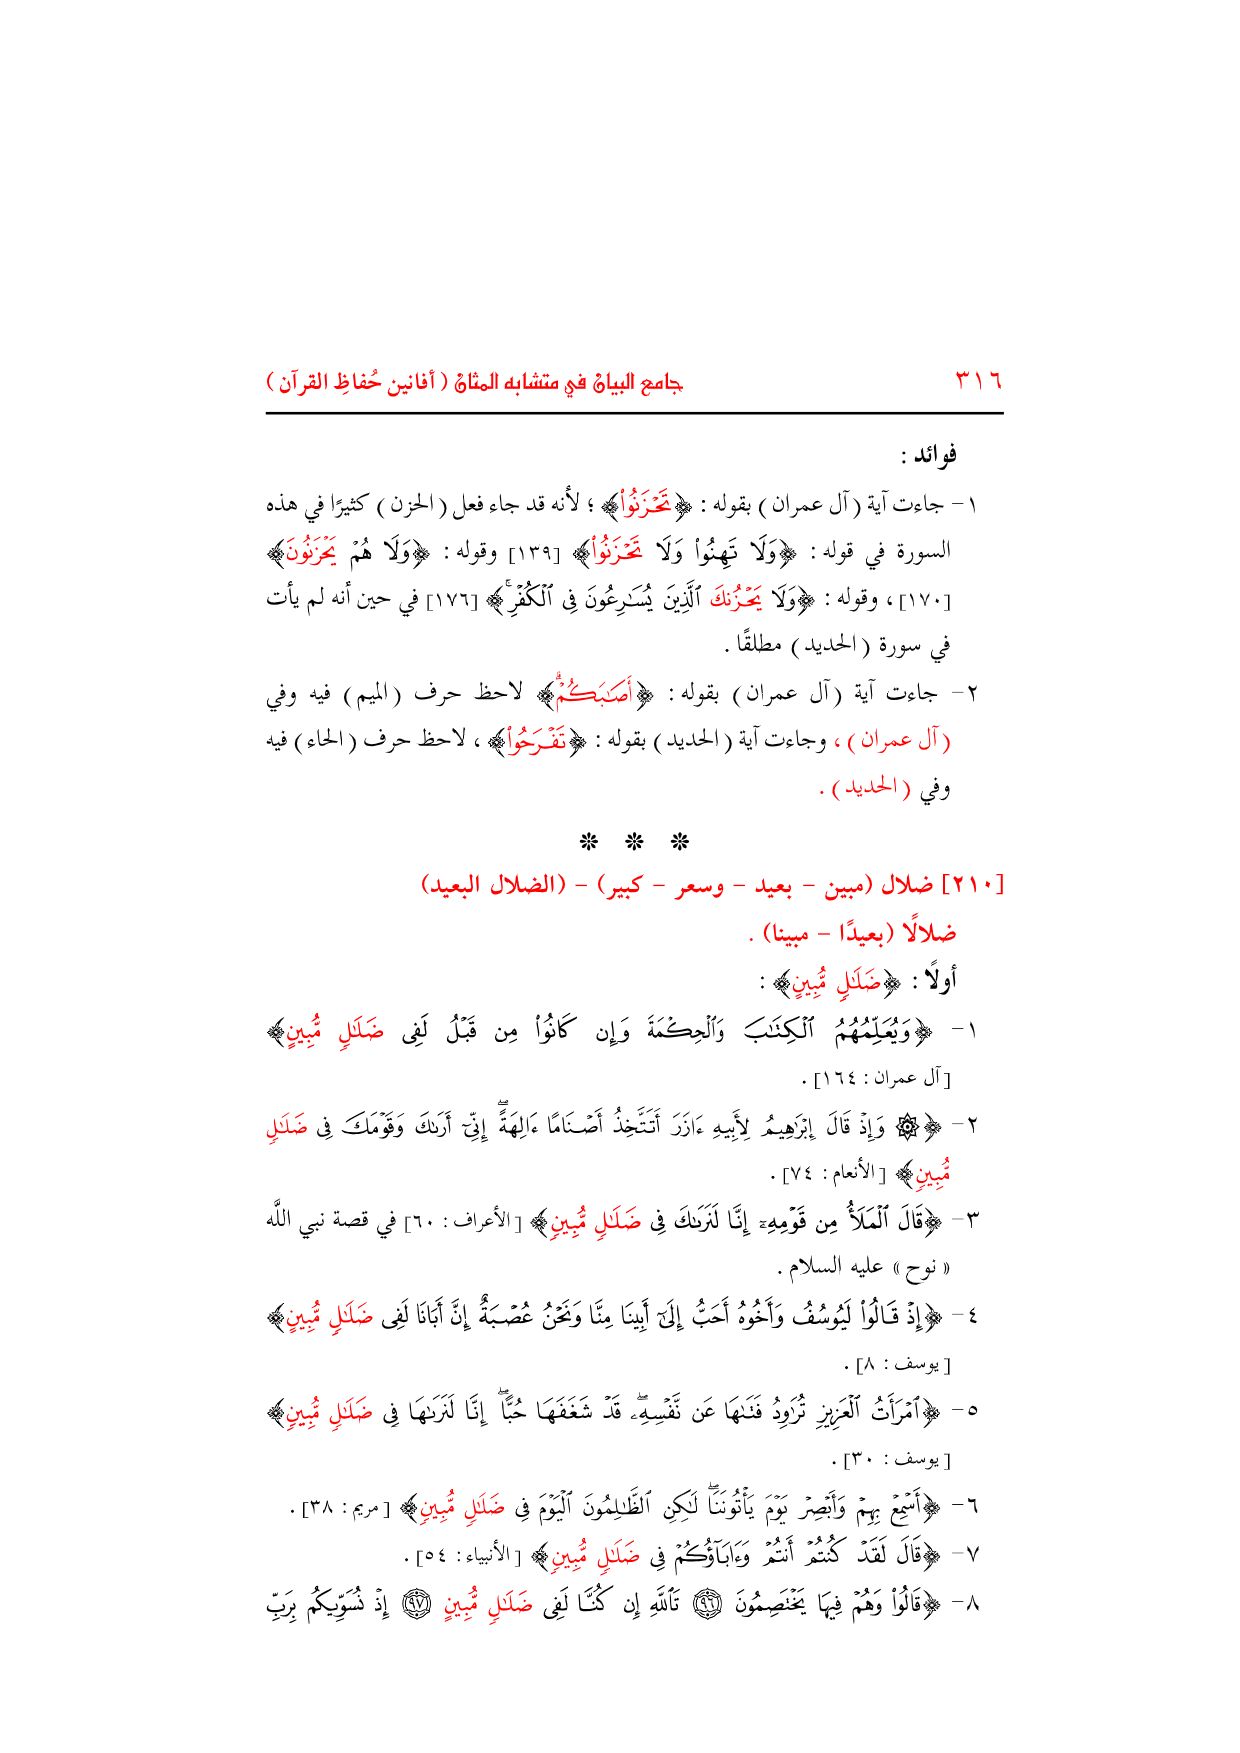 ٣١٦ جامع البيان في متشابه المثان ( أفانين حُفاظِ القرآن )
فوائد :
١- جاءت آية ( آل عمران ) بقوله : ﴿تَحۡزَنُواْ﴾ ؛ لأنه قد جاء فعل ( الحزن ) كثيرًا في هذه
السورة في قوله : ﴿وَلَا تَهِنُواْ وَلَا تَحۡزَنُواْ﴾ [١٣٩] وقوله : ﴿وَلَا هُمۡ يَحۡزَنُونَ﴾
[١٧٠] ، وقوله : ﴿وَلَا يَحۡزُنكَ ٱلَّذِينَ يُسَٰرِعُونَ فِى ٱلۡكُفۡرِۚ﴾ [١٧٦] في حين أنه لم يأت
في سورة ( الحديد ) مطلقًا .
٢- جاءت آية ( آل عمران ) بقوله : ﴿أَصَٰبَكُمۡۗ﴾ لاحظ حرف ( الميم ) فيه وفي
( آل عمران ) ، وجاءت آية ( الحديد ) بقوله : ﴿تَفۡرَحُواْ﴾ ، لاحظ حرف ( الحاء ) فيه
وفي ( الحديد ) .
* * *
[٢١٠] ضلال (مبين – بعيد – وسعر – كبير) – (الضلال البعيد)
ضلالًا (بعيدًا – مبينا) .
أولًا : ﴿ضَلَٰلٖ مُّبِينٍ﴾ :
١- ﴿وَيُعَلِّمُهُمُ ٱلۡكِتَٰبَ وَٱلۡحِكۡمَةَ وَإِن كَانُواْ مِن قَبۡلُ لَفِى ضَلَٰلٖ مُّبِينٍ﴾
[آل عمران : ١٦٤] .
٢- ﴿۞ وَإِذۡ قَالَ إِبۡرَٰهِيمُ لِأَبِيهِ ءَازَرَ أَتَتَّخِذُ أَصۡنَامًا ءَالِهَةًۖ إِنِّىٓ أَرَىٰكَ وَقَوۡمَكَ فِى ضَلَٰلٖ
مُّبِينٖ﴾ [ الأنعام : ٧٤] .
٣- ﴿قَالَ ٱلۡمَلَأُ مِن قَوۡمِهِۦٓ إِنَّا لَنَرَىٰكَ فِى ضَلَٰلٖ مُّبِينٖ﴾ [الأعراف : ٦٠] في قصة نبي اللَّه
« نوح » عليه السلام .
٤- ﴿إِذۡ قَالُواْ لَيُوسُفُ وَأَخُوهُ أَحَبُّ إِلَىٰٓ أَبِينَا مِنَّا وَنَحۡنُ عُصۡبَةٌ إِنَّ أَبَانَا لَفِى ضَلَٰلٖ مُّبِينٍ﴾
[ يوسف : ٨] .
٥- ﴿ٱمۡرَأَتُ ٱلۡعَزِيزِ تُرَٰوِدُ فَتَىٰهَا عَن نَّفۡسِهِۦۖ قَدۡ شَغَفَهَا حُبًّاۖ إِنَّا لَنَرَىٰهَا فِى ضَلَٰلٖ مُّبِينٖ﴾
[ يوسف : ٣٠] .
٦- ﴿أَسۡمِعۡ بِهِمۡ وَأَبۡصِرۡ يَوۡمَ يَأۡتُونَنَاۖ لَٰكِنِ ٱلظَّٰلِمُونَ ٱلۡيَوۡمَ فِى ضَلَٰلٖ مُّبِينٖ﴾ [ مريم : ٣٨] .
٧- ﴿قَالَ لَقَدۡ كُنتُمۡ أَنتُمۡ وَءَابَآؤُكُمۡ فِى ضَلَٰلٖ مُّبِينٖ﴾ [ الأنبياء : ٥٤] .
٨- ﴿قَالُواْ وَهُمۡ فِيهَا يَخۡتَصِمُونَ ٩٦ تَٱللَّهِ إِن كُنَّا لَفِى ضَلَٰلٖ مُّبِينٍ ٩٧ إِذۡ نُسَوِّيكُم بِرَبِّ